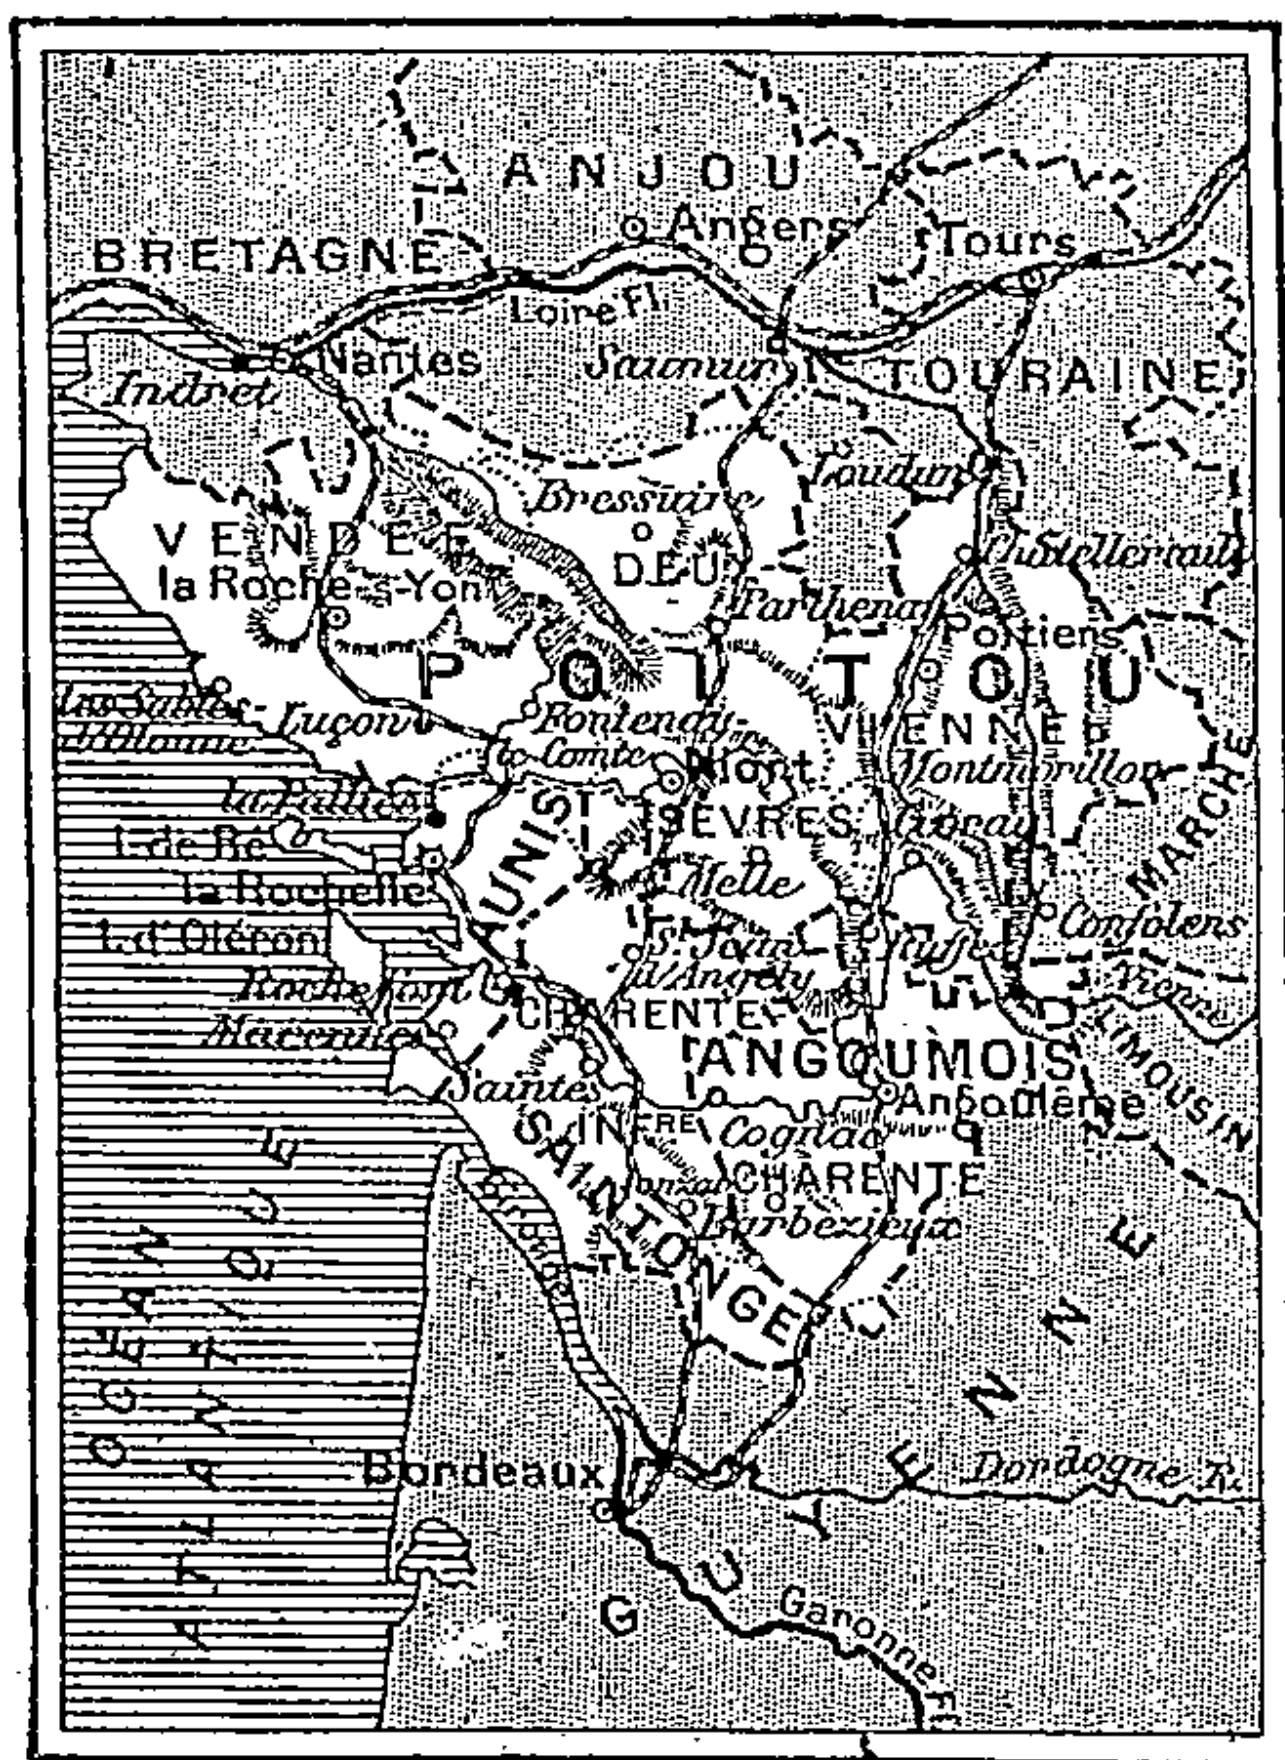 ANJOU
Angers
BRETAGNE
Tours
Loire Fl.
Nantes
Saumur
TOURAINE
Indret
Loudun
Bressuire
VENDÉE
DEUX
Châtellerault
la Roche-s-Yon
Parthenay
Poitiers
POITOU
les Sables-
d'Olonne
Luçon
Fontenay-
le-Comte
VIENNE
Niort
Montmorillon
la Pallice
SÈVRES
Civray
MARCHE
I. de Ré
AUNIS
la Rochelle
Melle
Confolens
I. d'Oléron
St. Jean
d'Angely
Ruffec
Rochefort
Vienne
CHARENTE
Marennes
ANGOUMOIS
LIMOUSIN
Saintes
Angoulême
INFRE
Cognac
SAINTONGE
CHARENTE
Barbezieux
OCÉAN
ATLANTIQUE
Bordeaux
Dordogne R.
GUYENNE
Garonne Fl.